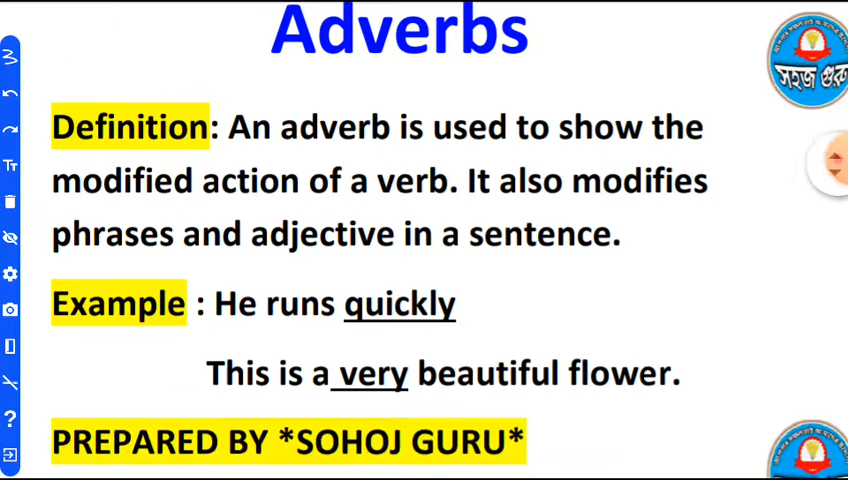 Adverbs
সহজ গুরু
Definition: An adverb is used to show the
modified action of a verb. It also modifies
phrases and adjective in a sentence.
Example : He runs quickly
This is a very beautiful flower.
PREPARED BY *SOHOJ GURU*